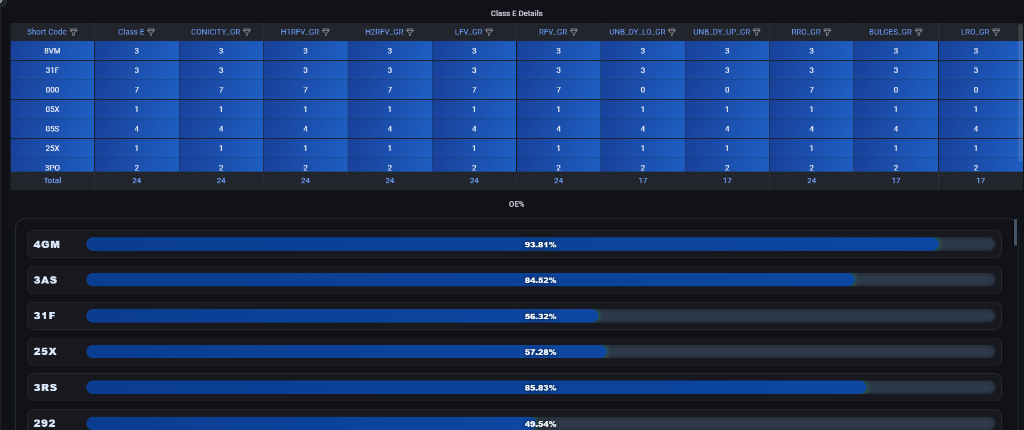 Class E Details
Short Code Class E CONICITY_GR H1RFV_GR H2RFV_GR LFV_GR RFV_GR UNB_DY_LO_GR UNB_DY_UP_GR RRO_GR BULGES_GR LRO_GR
8VM 3 3 3 3 3 3 3 3 3 3 3
31F 3 3 3 3 3 3 3 3 3 3 3
000 7 7 7 7 7 7 0 0 7 0 0
05X 1 1 1 1 1 1 1 1 1 1 1
05S 4 4 4 4 4 4 4 4 4 4 4
25X 1 1 1 1 1 1 1 1 1 1 1
3PO 2 2 2 2 2 2 2 2 2 2 2
Total 24 24 24 24 24 24 17 17 24 17 17
OE%
4GM 93.81%
3AS 84.52%
31F 56.32%
25X 57.28%
3RS 85.83%
292 49.54%